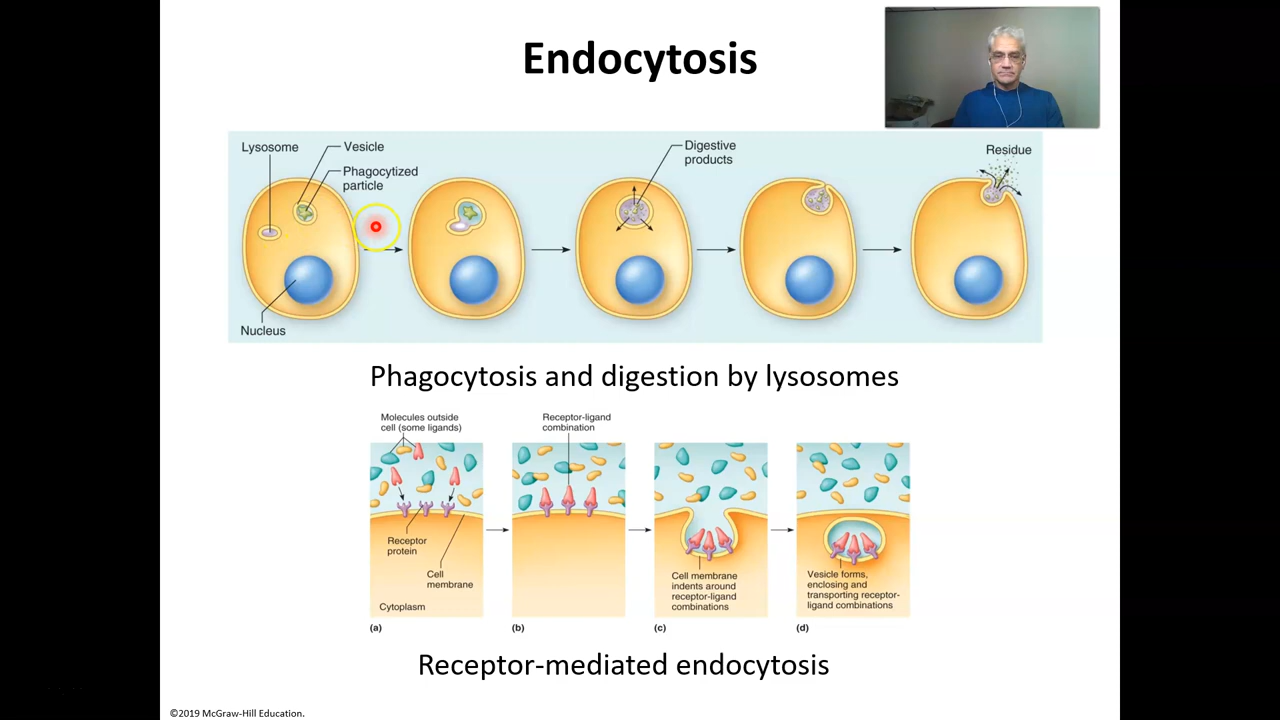 Endocytosis
Lysosome
Vesicle
Phagocytized
particle
Nucleus
Digestive
products
Residue
Phagocytosis and digestion by lysosomes
Molecules outside
cell (some ligands)
Receptor
protein
Cell
membrane
Cytoplasm
(a)
Receptor-ligand
combination
(b)
Cell membrane
indents around
receptor-ligand
combinations
(c)
Vesicle forms,
enclosing and
transporting receptor-
ligand combinations
(d)
Receptor-mediated endocytosis
©2019 McGraw-Hill Education.